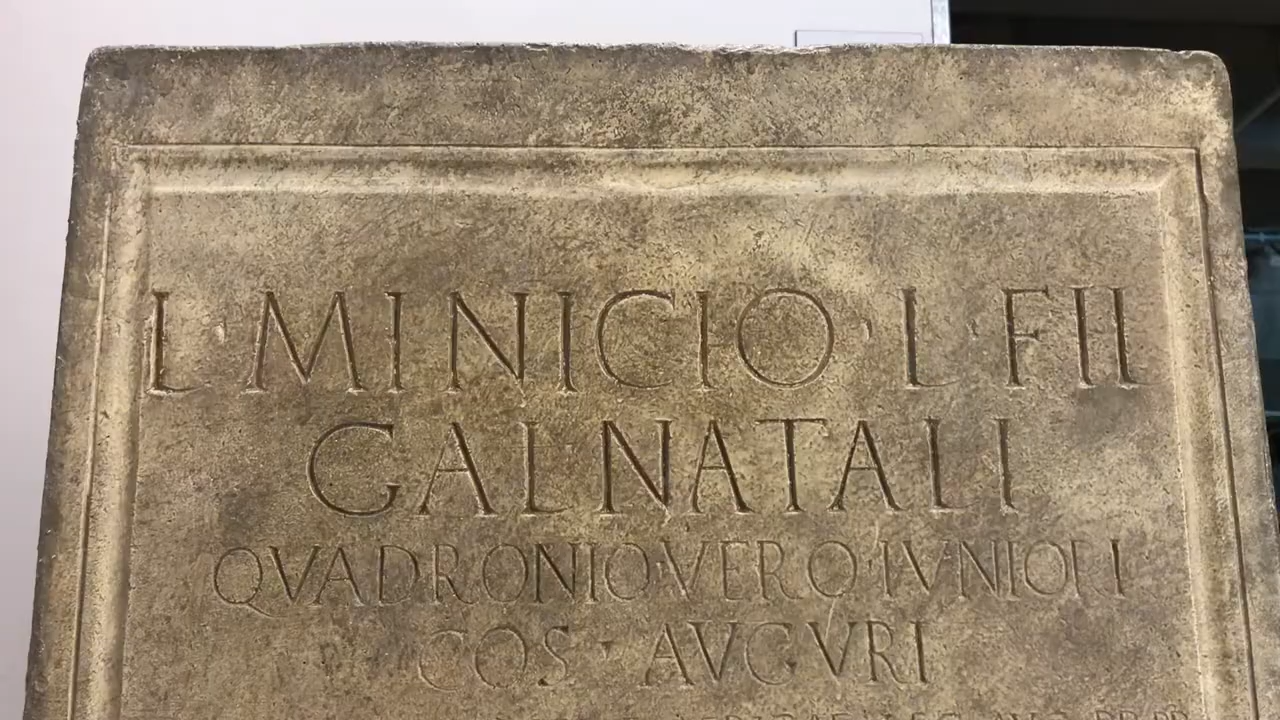 L · MINICIO · L · FIL
GAL NATALI
QVADRONIO · VERO · IVNIORI
COS · AVGVRI